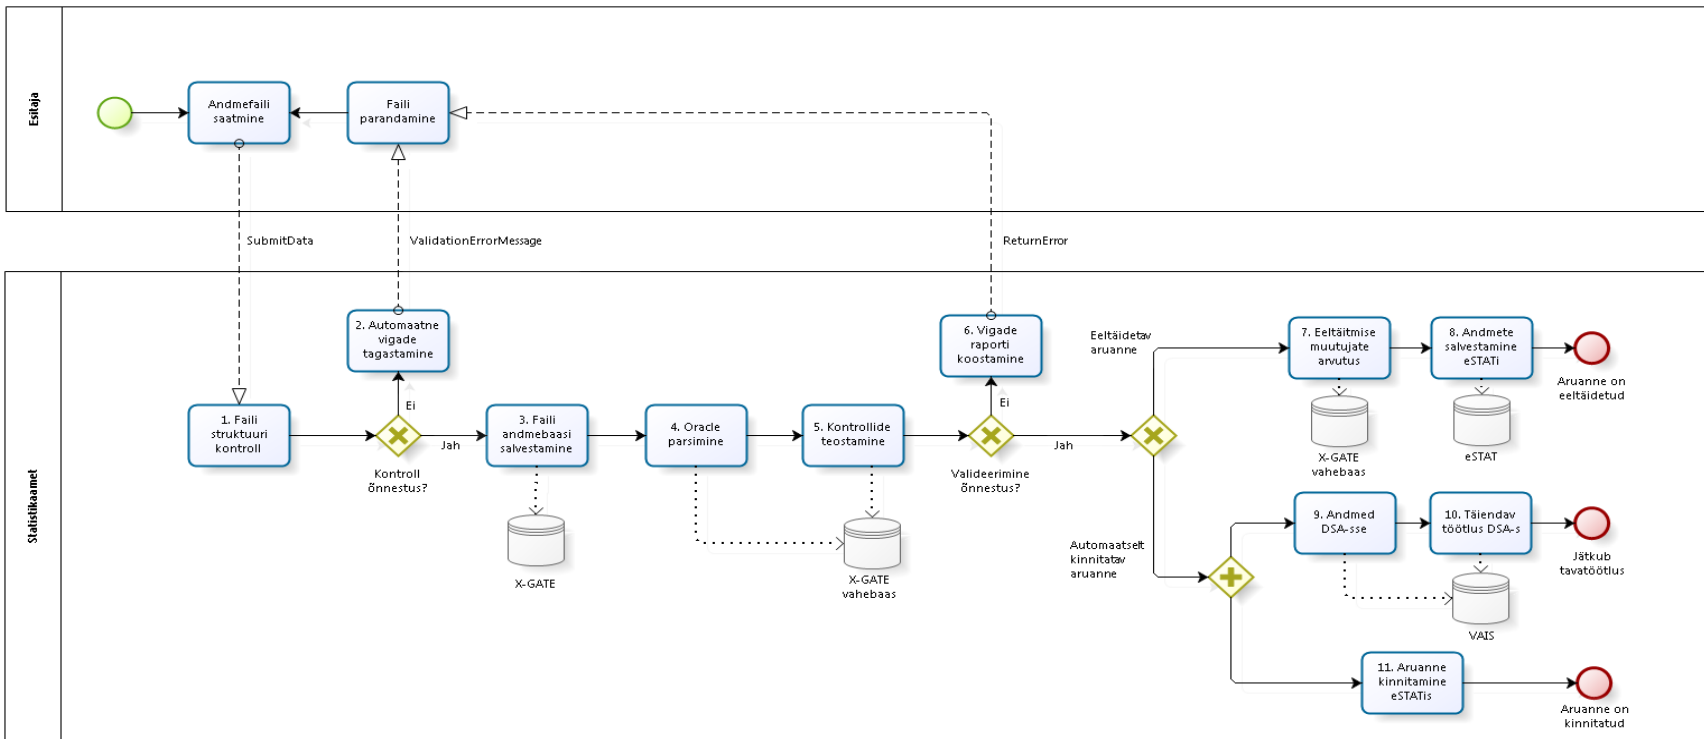 Esitaja
Andmefaili
saatmine
Faili
parandamine
SubmitData
ValidationErrorMessage
ReturnError
Statistikaamet
1. Faili
struktuuri
kontroll
2. Automaatne
vigade
tagastamine
Ei
Jah
Kontroll
õnnestus?
3. Faili
andmebaasi
salvestamine
X-GATE
4. Oracle
parsimine
5. Kontrollide
teostamine
X-GATE
vahebaas
6. Vigade
raporti
koostamine
Ei
Jah
Valideerimine
õnnestus?
Eeltäidetav
aruanne
7. Eeltäitmise
muutujate
arvutus
X-GATE
vahebaas
8. Andmete
salvestamine
eSTATi
eSTAT
Aruanne on
eeltäidetud
Automaatselt
kinnitatav
aruanne
9. Andmed
DSA-sse
10. Täiendav
töötlus DSA-s
VAIS
Jätkub
tavatöötlus
11. Aruanne
kinnitamine
eSTATis
Aruanne on
kinnitatud